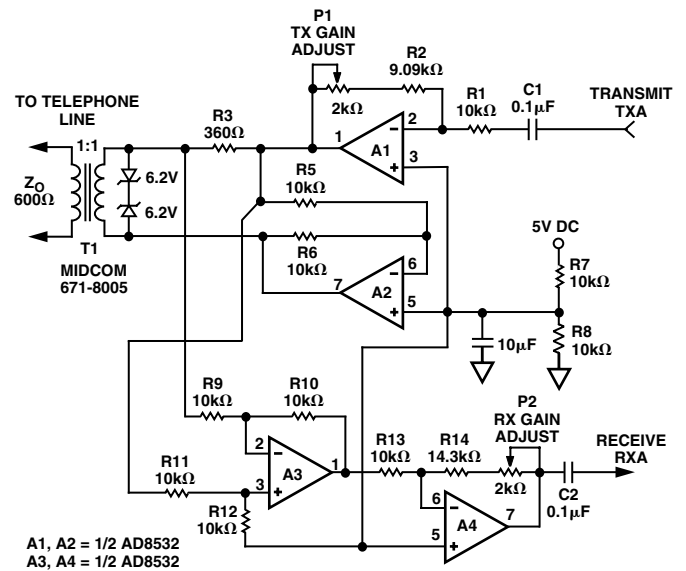 P1
TX GAIN
ADJUST
R2
9.09kΩ
2kΩ
R1
10kΩ
C1
0.1μF
TRANSMIT
TXA
TO TELEPHONE
LINE
1:1
R3
360Ω
1
2
A1
3
6.2V
6.2V
ZO
600Ω
T1
MIDCOM
671-8005
R5
10kΩ
R6
10kΩ
6
7
A2
5
5V DC
R7
10kΩ
R8
10kΩ
10μF
R9
10kΩ
R10
10kΩ
R11
10kΩ
R12
10kΩ
2
A3
1
3
R13
10kΩ
R14
14.3kΩ
P2
RX GAIN
ADJUST
2kΩ
RECEIVE
RXA
C2
0.1μF
6
A4
7
5
A1, A2 = 1/2 AD8532
A3, A4 = 1/2 AD8532